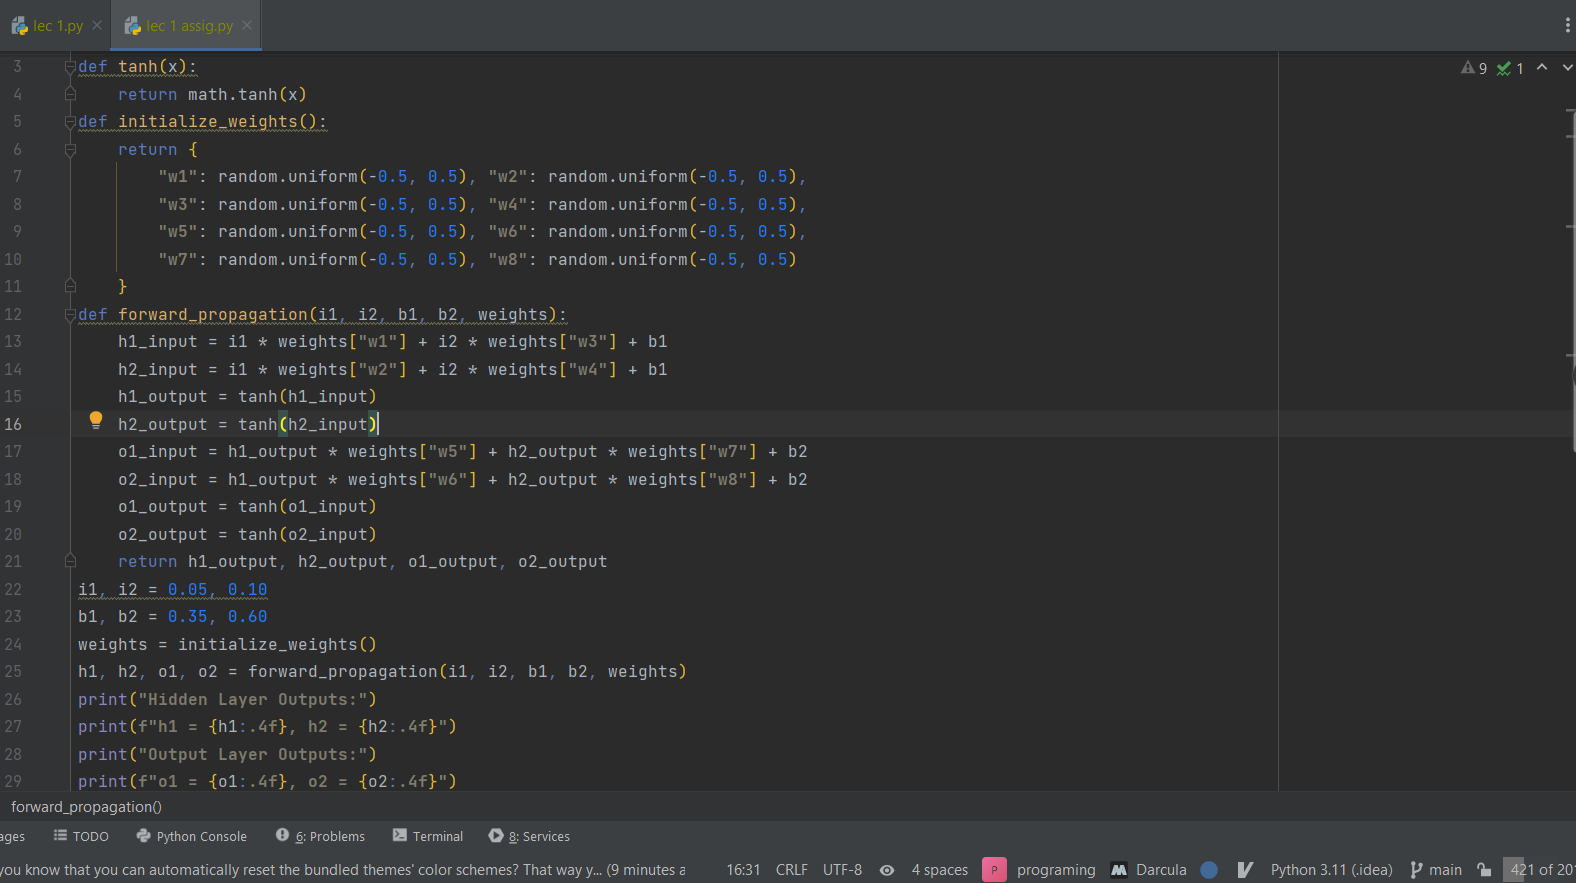 lec 1.py
lec 1 assig.py
9 1
3 def tanh(x):
4     return math.tanh(x)
5 def initialize_weights():
6     return {
7         "w1": random.uniform(-0.5, 0.5), "w2": random.uniform(-0.5, 0.5),
8         "w3": random.uniform(-0.5, 0.5), "w4": random.uniform(-0.5, 0.5),
9         "w5": random.uniform(-0.5, 0.5), "w6": random.uniform(-0.5, 0.5),
10         "w7": random.uniform(-0.5, 0.5), "w8": random.uniform(-0.5, 0.5)
11     }
12 def forward_propagation(i1, i2, b1, b2, weights):
13     h1_input = i1 * weights["w1"] + i2 * weights["w3"] + b1
14     h2_input = i1 * weights["w2"] + i2 * weights["w4"] + b1
15     h1_output = tanh(h1_input)
16     h2_output = tanh(h2_input)
17     o1_input = h1_output * weights["w5"] + h2_output * weights["w7"] + b2
18     o2_input = h1_output * weights["w6"] + h2_output * weights["w8"] + b2
19     o1_output = tanh(o1_input)
20     o2_output = tanh(o2_input)
21     return h1_output, h2_output, o1_output, o2_output
22 i1, i2 = 0.05, 0.10
23 b1, b2 = 0.35, 0.60
24 weights = initialize_weights()
25 h1, h2, o1, o2 = forward_propagation(i1, i2, b1, b2, weights)
26 print("Hidden Layer Outputs:")
27 print(f"h1 = {h1:.4f}, h2 = {h2:.4f}")
28 print("Output Layer Outputs:")
29 print(f"o1 = {o1:.4f}, o2 = {o2:.4f}")
forward_propagation()
ages TODO Python Console 6: Problems Terminal 8: Services
you know that you can automatically reset the bundled themes' color schemes? That way y... (9 minutes a 16:31 CRLF UTF-8 4 spaces P programing Darcula Python 3.11 (.idea) main 421 of 201